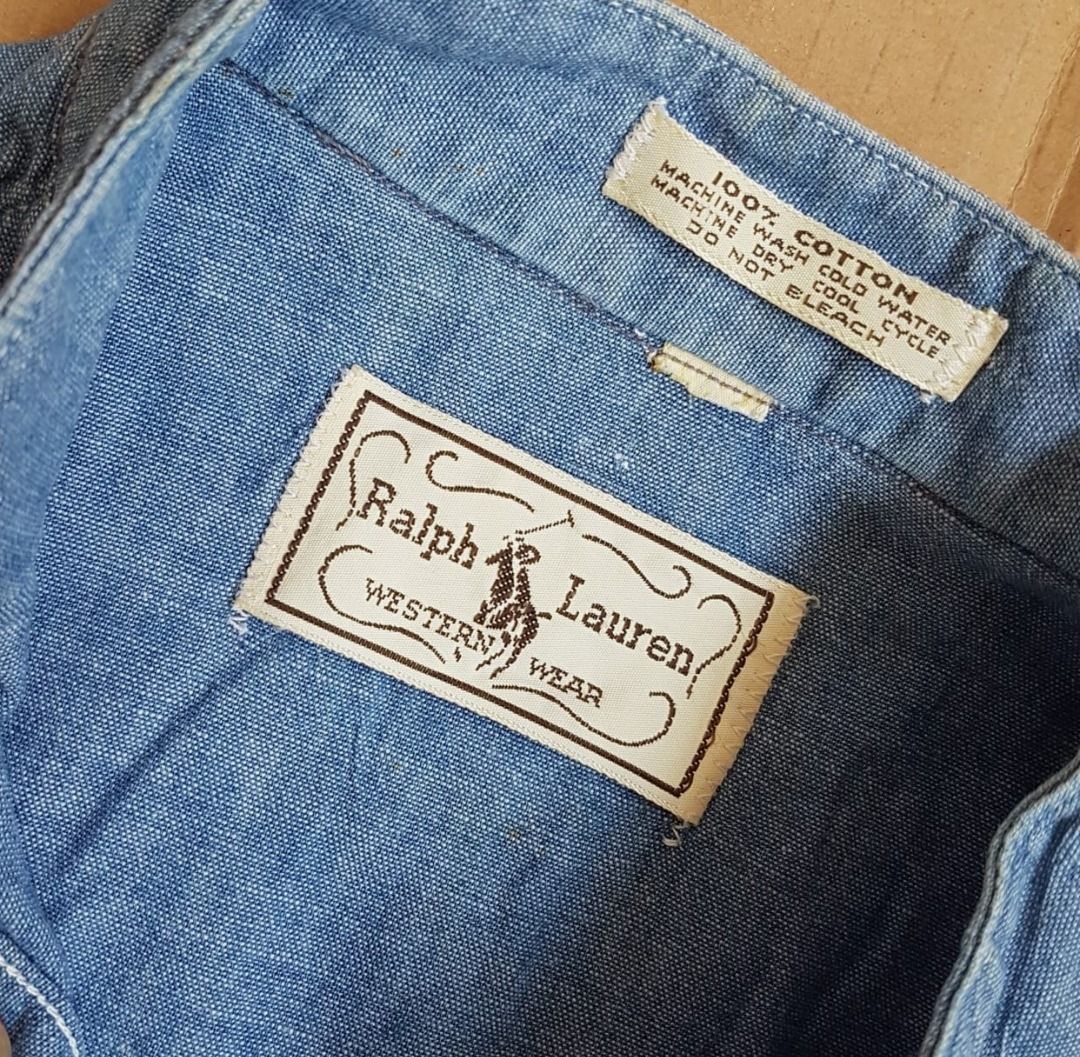 100% COTTON
MACHINE WASH COLD WATER
MACHINE DRY COOL CYCLE
DO NOT BLEACH
Ralph Lauren
WESTERN WEAR